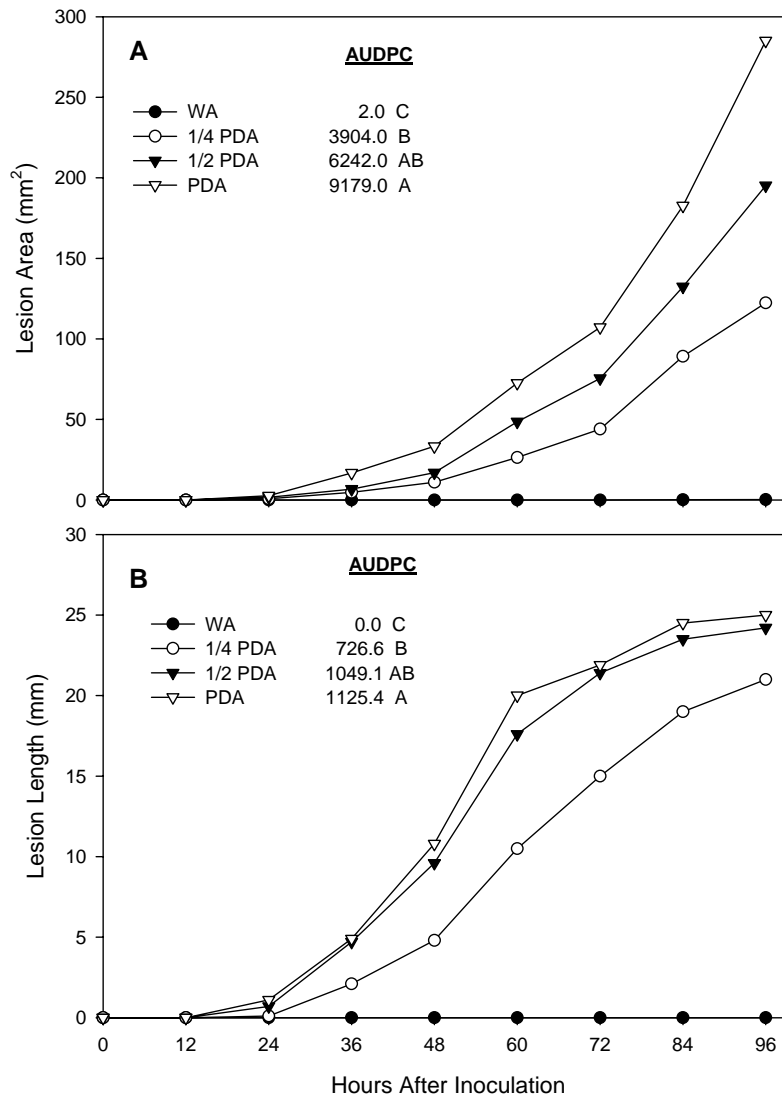 300
250
200
150
100
50
0
Lesion Area (mm²)
A
AUDPC
WA 2.0 C
1/4 PDA 3904.0 B
1/2 PDA 6242.0 AB
PDA 9179.0 A
30
25
20
15
10
5
0
Lesion Length (mm)
B
AUDPC
WA 0.0 C
1/4 PDA 726.6 B
1/2 PDA 1049.1 AB
PDA 1125.4 A
0 12 24 36 48 60 72 84 96
Hours After Inoculation